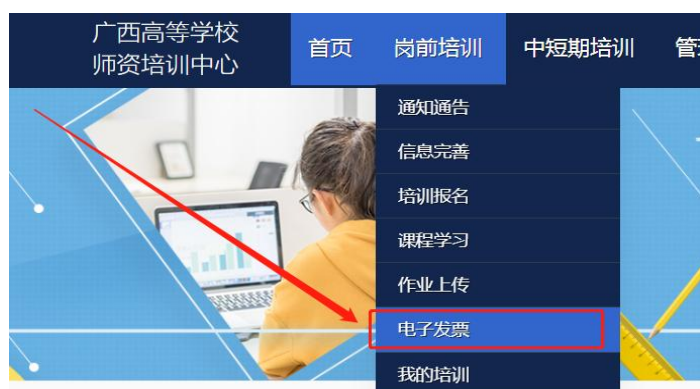 广西高等学校
师资培训中心
首页 岗前培训 中短期培训
通知通告
信息完善
培训报名
课程学习
作业上传
电子发票
我的培训